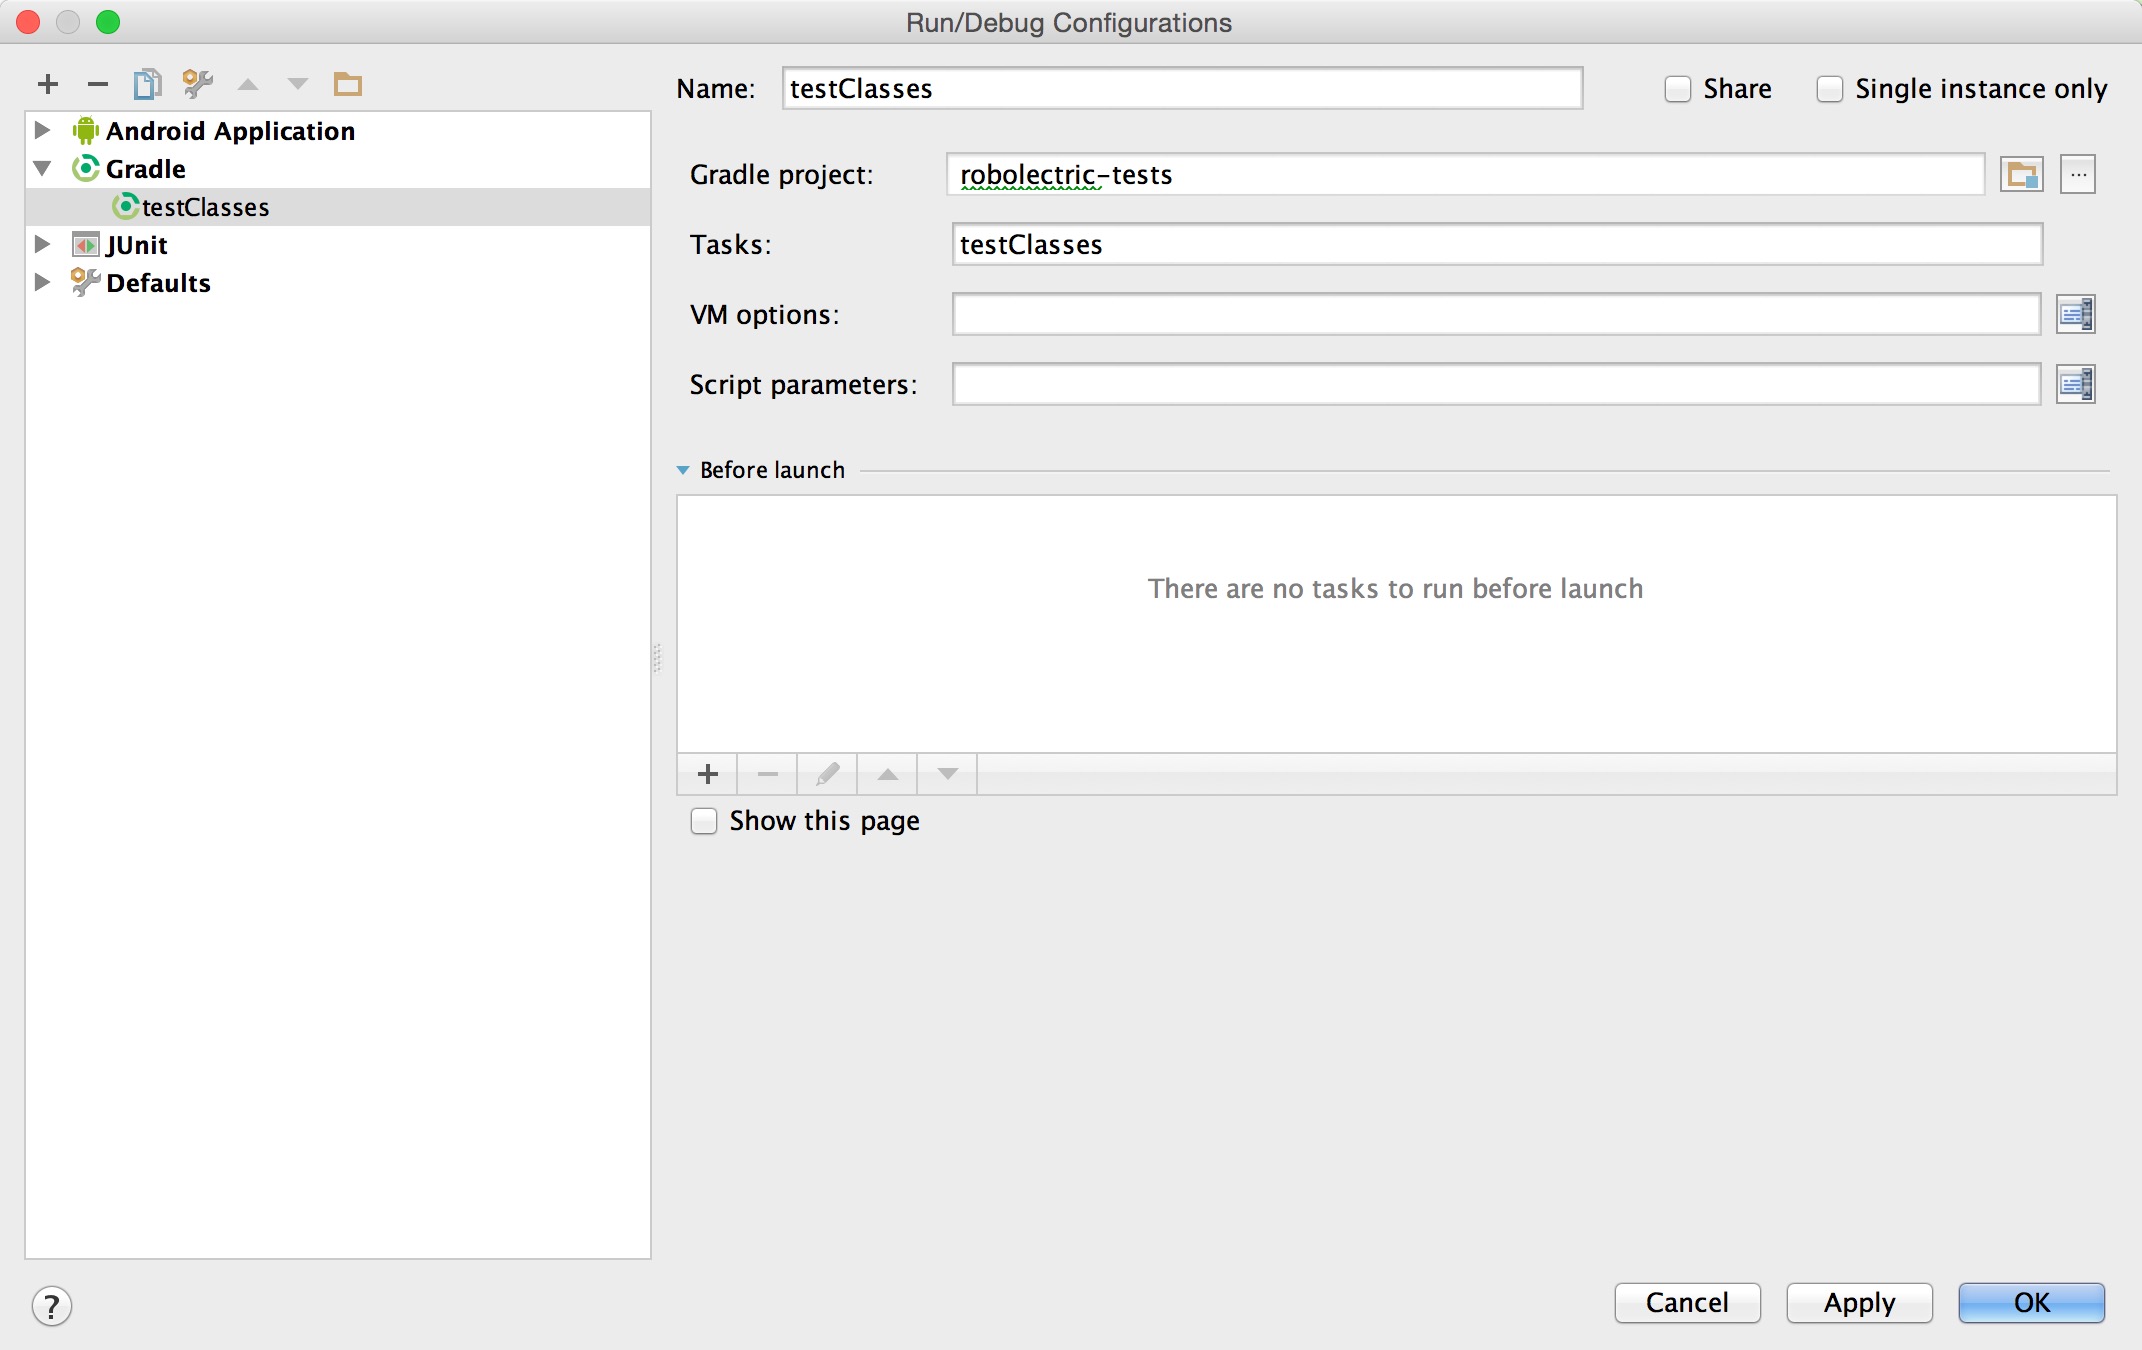 Run/Debug Configurations
Name: testClasses Share Single instance only
Android Application
Gradle
testClasses
JUnit
Defaults
Gradle project: robolectric-tests ...
Tasks: testClasses
VM options:
Script parameters:
Before launch
There are no tasks to run before launch
Show this page
? Cancel Apply OK